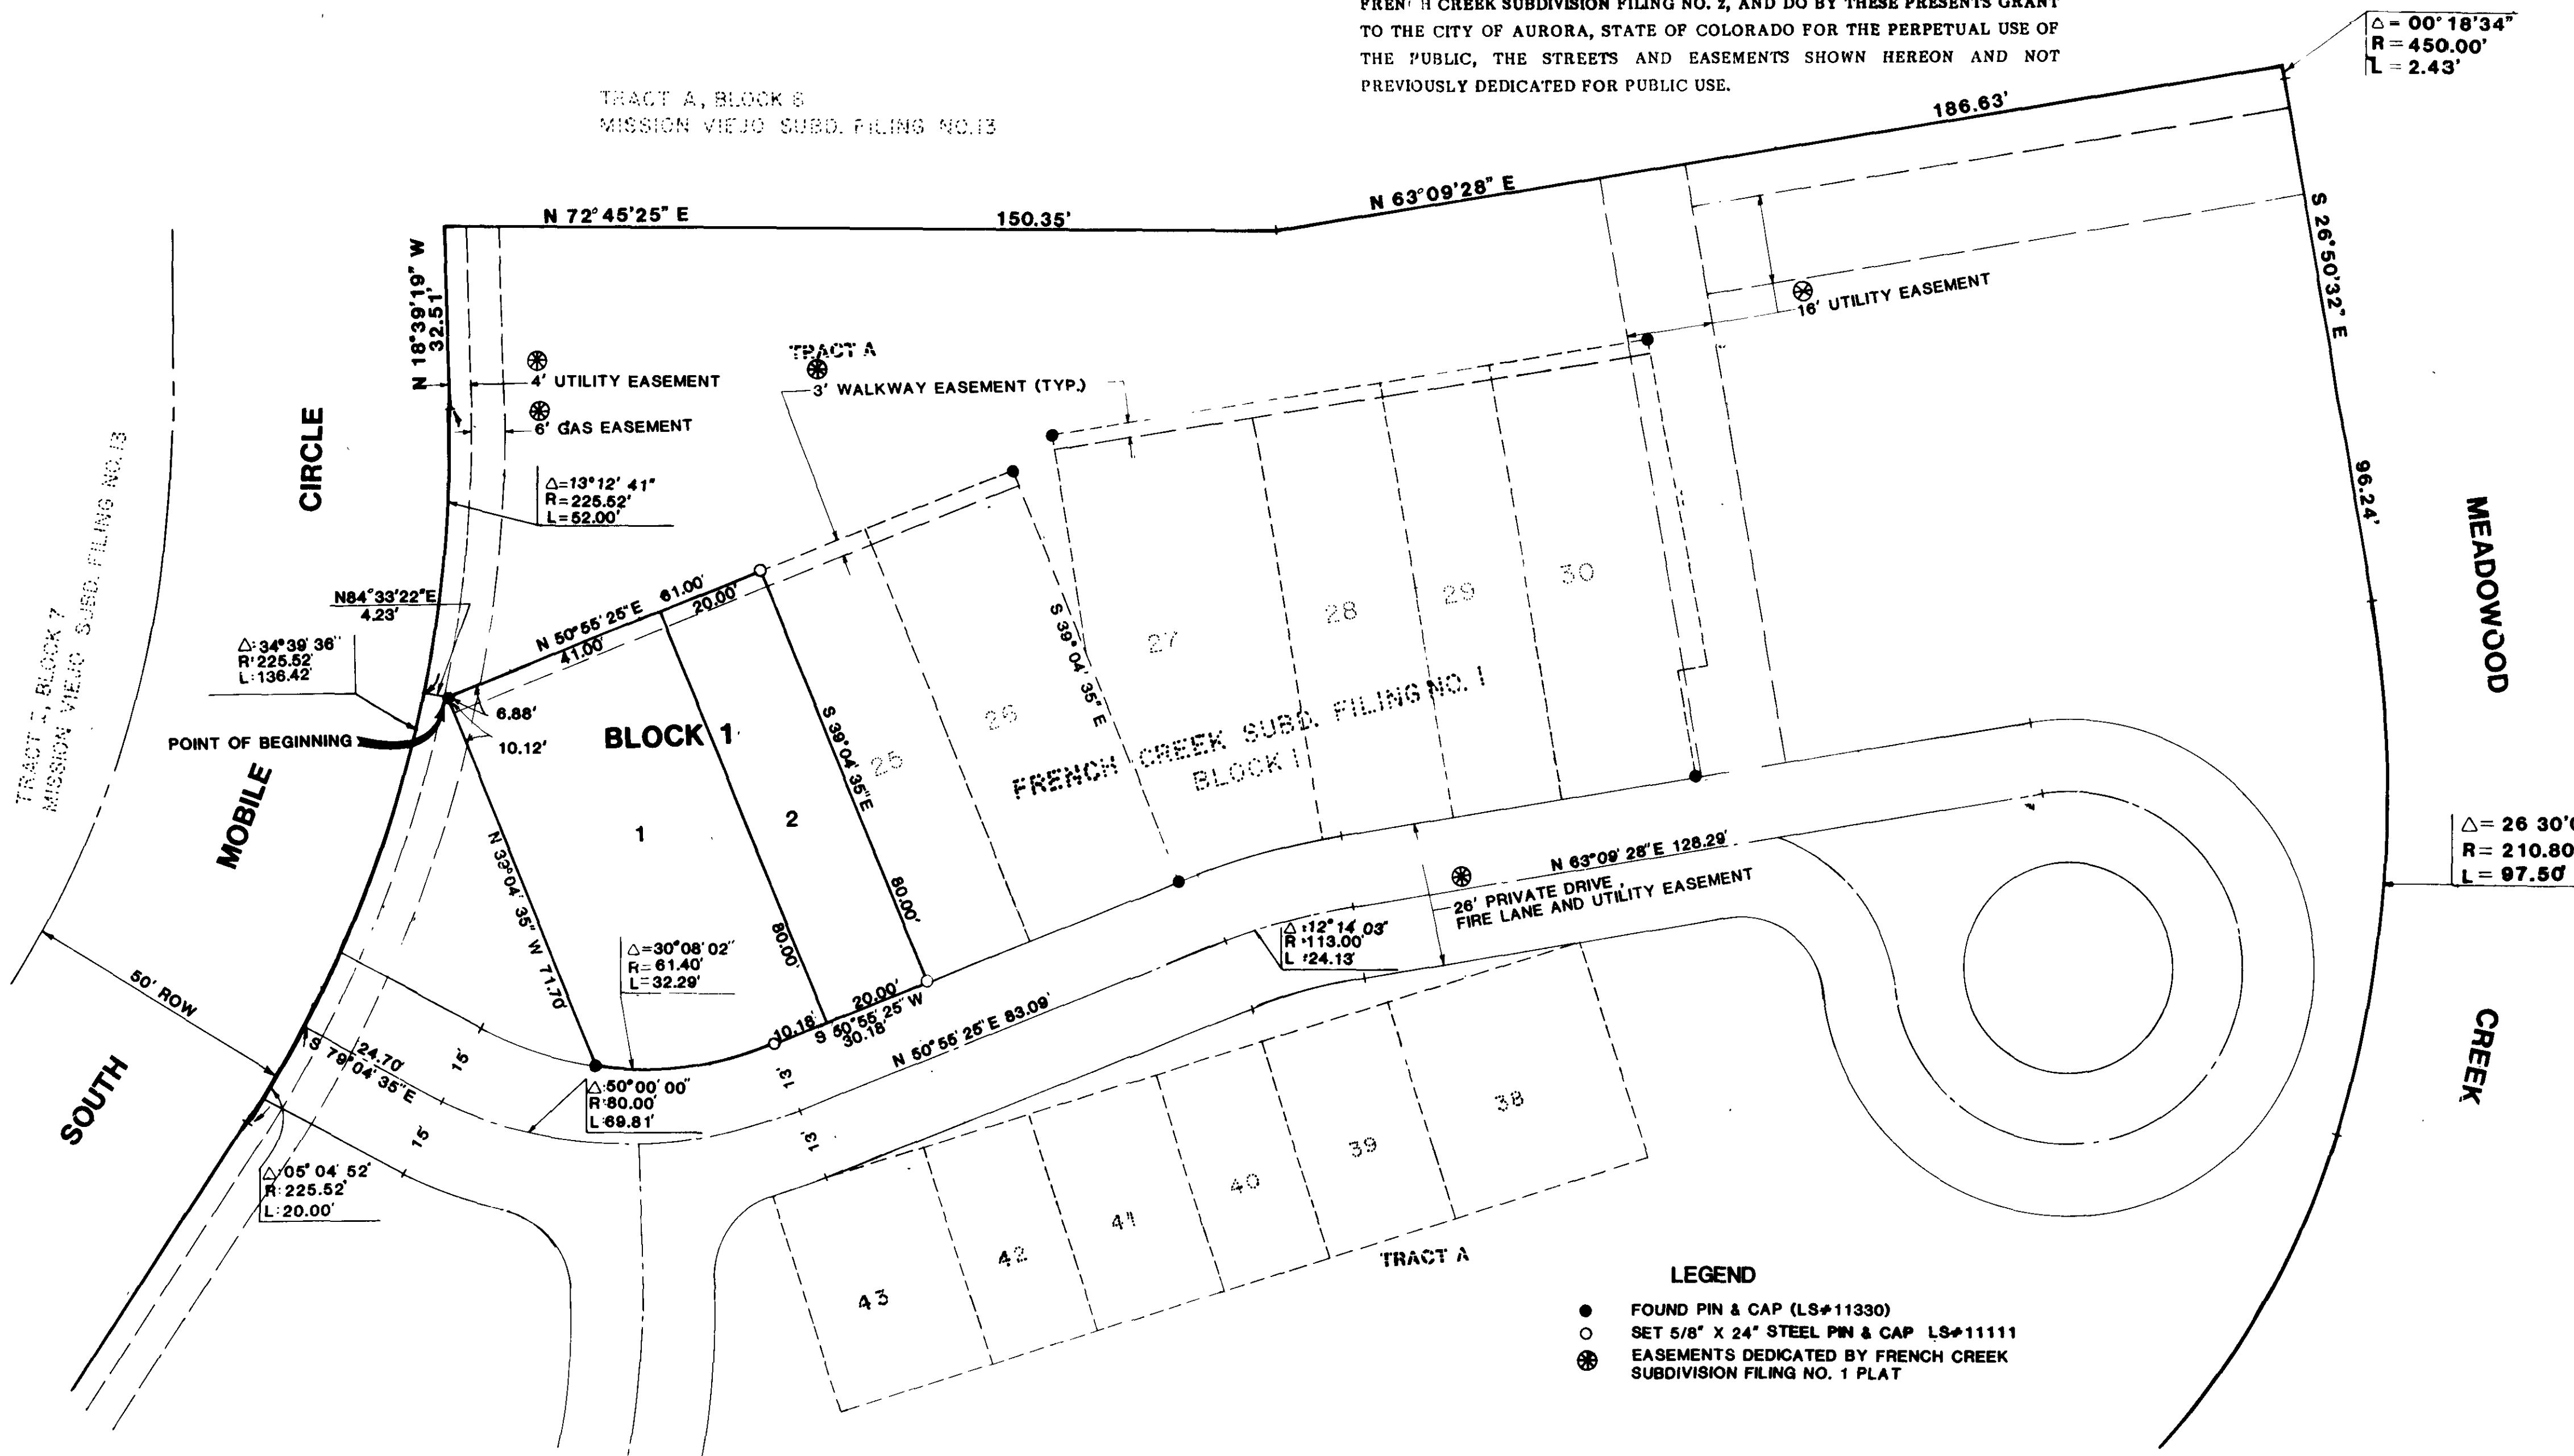 FRENCH CREEK SUBDIVISION FILING NO. 2, AND DO BY THESE PRESENTS GRANT
TO THE CITY OF AURORA, STATE OF COLORADO FOR THE PERPETUAL USE OF
THE PUBLIC, THE STREETS AND EASEMENTS SHOWN HEREON AND NOT
PREVIOUSLY DEDICATED FOR PUBLIC USE.
△= 00°18'34"
R=450.00'
L = 2.43'
TRACT A, BLOCK 6
MISSION VIEJO SUBD. FILING NO.13
186.63'
N 63°09'28" E
N 72°45'25" E
150.35'
N 18°39'19" W
32.51'
S 26°50'32" E
96.24'
16' UTILITY EASEMENT
4' UTILITY EASEMENT
6' GAS EASEMENT
TRACT A
3' WALKWAY EASEMENT (TYP.)
CIRCLE
△=13°12'41"
R=225.52'
L=52.00'
N84°33'22"E
4.23'
△:34°39'36"
R:225.52'
L:136.42'
TRACT , BLOCK 7
MISSION VIEJO SUBD. FILING NO.13
POINT OF BEGINNING
MOBILE
N 50°55'25"E
61.00'
41.00'
20.00'
6.88'
10.12'
BLOCK 1
1
2
S 39°04'35"E
80.00'
80.00'
N 39°04'35" W 71.70'
25
26
S 39°04'35" E
27
28
29
30
FRENCH CREEK SUBD. FILING NO. 1
BLOCK 1
MEADOWOOD
△= 26 30'
R= 210.80
L= 97.50'
N 63°09'28"E 128.29'
26' PRIVATE DRIVE,
FIRE LANE AND UTILITY EASEMENT
△:12°14'03"
R:113.00'
L:24.13'
△=30°08'02"
R=61.40'
L=32.29'
20.00'
10.18'
S 50°55'25" W
30.18'
N 50°55'25"E 83.09'
50' ROW
24.70'
S 79°04'35"E
15'
15'
13'
13'
△:50°00'00"
R:80.00'
L:69.81'
△:05°04'52"
R:225.52'
L:20.00'
SOUTH
CREEK
38
39
40
41
42
43
TRACT A
LEGEND
FOUND PIN & CAP (LS#11330)
SET 5/8" X 24" STEEL PIN & CAP LS#11111
EASEMENTS DEDICATED BY FRENCH CREEK
SUBDIVISION FILING NO. 1 PLAT